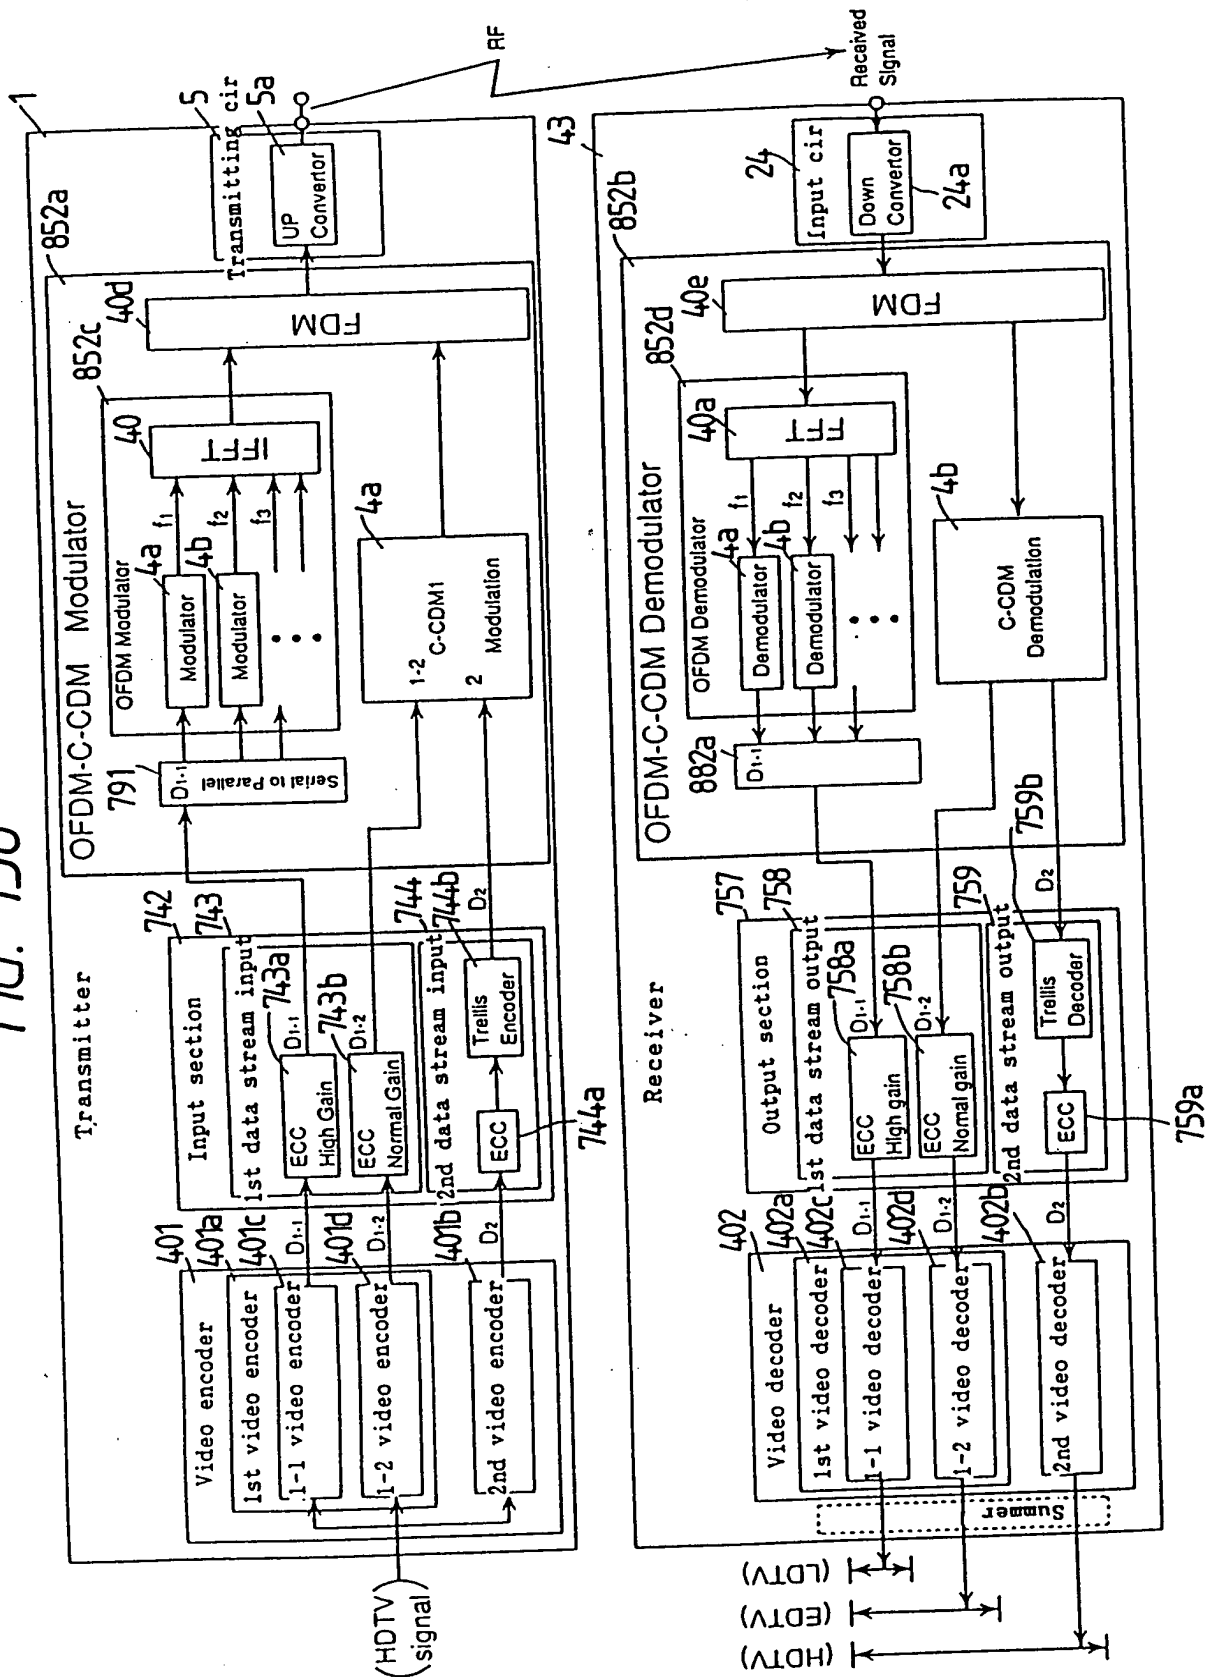 Transmitter
1
(HDTV)
(signal)
Video encoder
401
1st video encoder
401a
1-1 video encoder
401c
D1-1
1-2 video encoder
401d
D1-2
2nd video encoder
401b
D2
Input section
742
1st data stream input
743
ECC
High Gain
743a
D1-1
ECC
Normal Gain
743b
D1-2
2nd data stream input
744
ECC
744a
Trellis
Encoder
744b
D2
OFDM-C-CDM Modulator
852a
791
D1-1
Serial to Parallel
OFDM Modulator
852c
Modulator
4a
f1
Modulator
4b
f2
f3
IFFT
40
1-2
2
C-CDM1
Modulation
4a
FDM
40d
Transmitting cir
5
UP
Convertor
5a
RF
Received
Signal
Receiver
43
Input cir
24
Down
Convertor
24a
OFDM-C-CDM Demodulator
852b
FDM
40e
OFDM Demodulator
852d
FFT
40a
f1
f2
f3
Demodulator
4a
Demodulator
4b
882a
D1-1
C-CDM
Demodulation
4b
Output section
757
1st data stream output
758
ECC
High gain
758a
D1-1
ECC
Normal gain
758b
D1-2
2nd data stream output
759
Trellis
Decoder
759b
D2
ECC
759a
Video decoder
402
1st video decoder
402a
1-1 video decoder
402c
D1-1
1-2 video decoder
402d
D1-2
2nd video decoder
402b
D2
Summer
(LDTV)
(EDTV)
(HDTV)